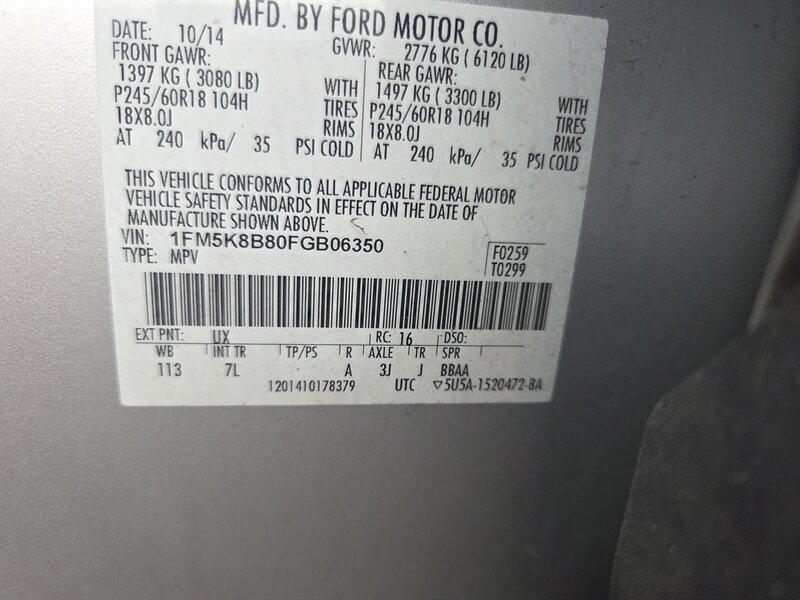 MFD. BY FORD MOTOR CO.
DATE: 10/14 GVWR: 2776 KG ( 6120 LB)
FRONT GAWR: REAR GAWR:
1397 KG ( 3080 LB) WITH 1497 KG ( 3300 LB) WITH
P245/60R18 104H TIRES P245/60R18 104H TIRES
18X8.0J RIMS 18X8.0J RIMS
AT 240 kPa/ 35 PSI COLD AT 240 kPa/ 35 PSI COLD
THIS VEHICLE CONFORMS TO ALL APPLICABLE FEDERAL MOTOR
VEHICLE SAFETY STANDARDS IN EFFECT ON THE DATE OF
MANUFACTURE SHOWN ABOVE.
VIN: 1FM5K8B80FGB06350
TYPE: MPV
F0259
T0299
EXT PNT: UX RC: 16 DSO:
WB INT TR TP/PS R AXLE TR SPR
113 7L A 3J J BBAA
1201410178379 UTC ▽5U5A-1520472-BA